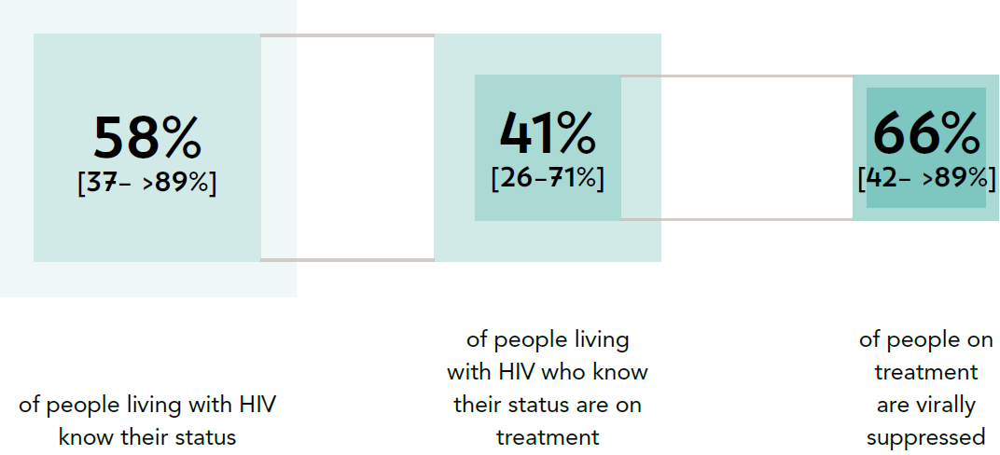 58%
[37– >89%]
of people living with HIV
know their status
41%
[26–71%]
of people living
with HIV who know
their status are on
treatment
66%
[42– >89%]
of people on
treatment
are virally
suppressed